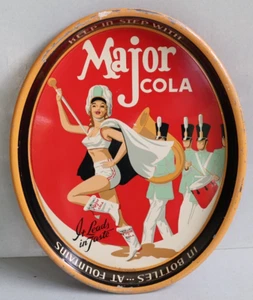 KEEP IN STEP WITH
Major
COLA
It Leads
in Taste
IN BOTTLES... AT FOUNTAINS